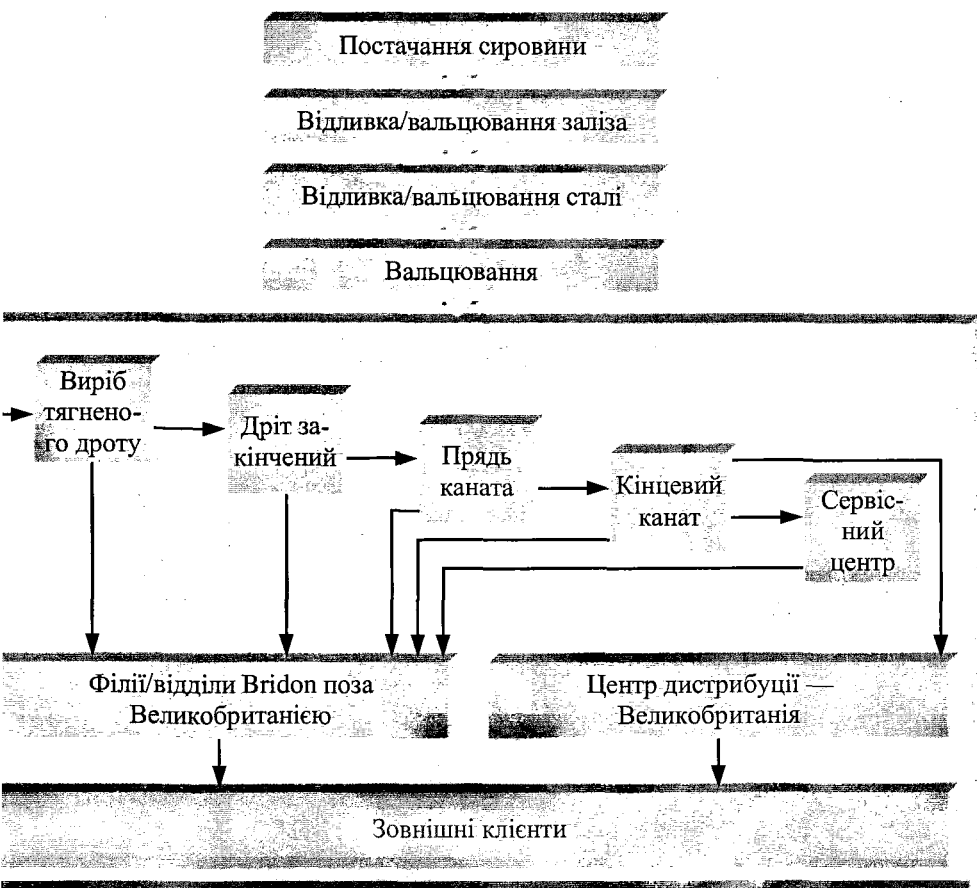 Постачання сировини
Відливка/вальцювання заліза
Відливка/вальцювання сталі
Вальцювання
Виріб
тягнено-
го дроту
Дріт за-
кінчений
Прядь
каната
Кінцевий
канат
Сервіс-
ний
центр
Філії/відділи Bridon поза
Великобританією
Центр дистрибуції —
Великобританія
Зовнішні клієнти